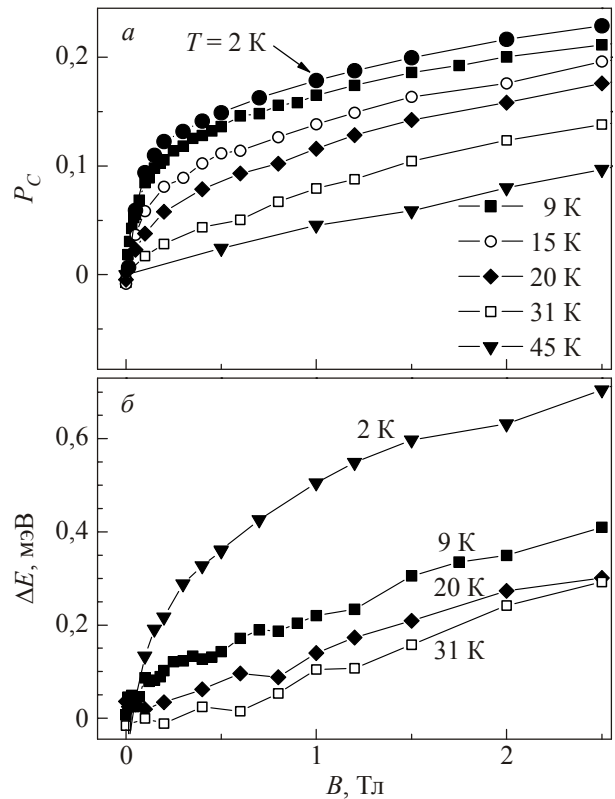 а
T = 2 К
0,2
0,1
0
P_C
9 К
15 К
20 К
31 К
45 К
б
2 К
9 К
20 К
31 К
0,6
0,4
0,2
0
ΔE, мэВ
0
1
2
B, Тл